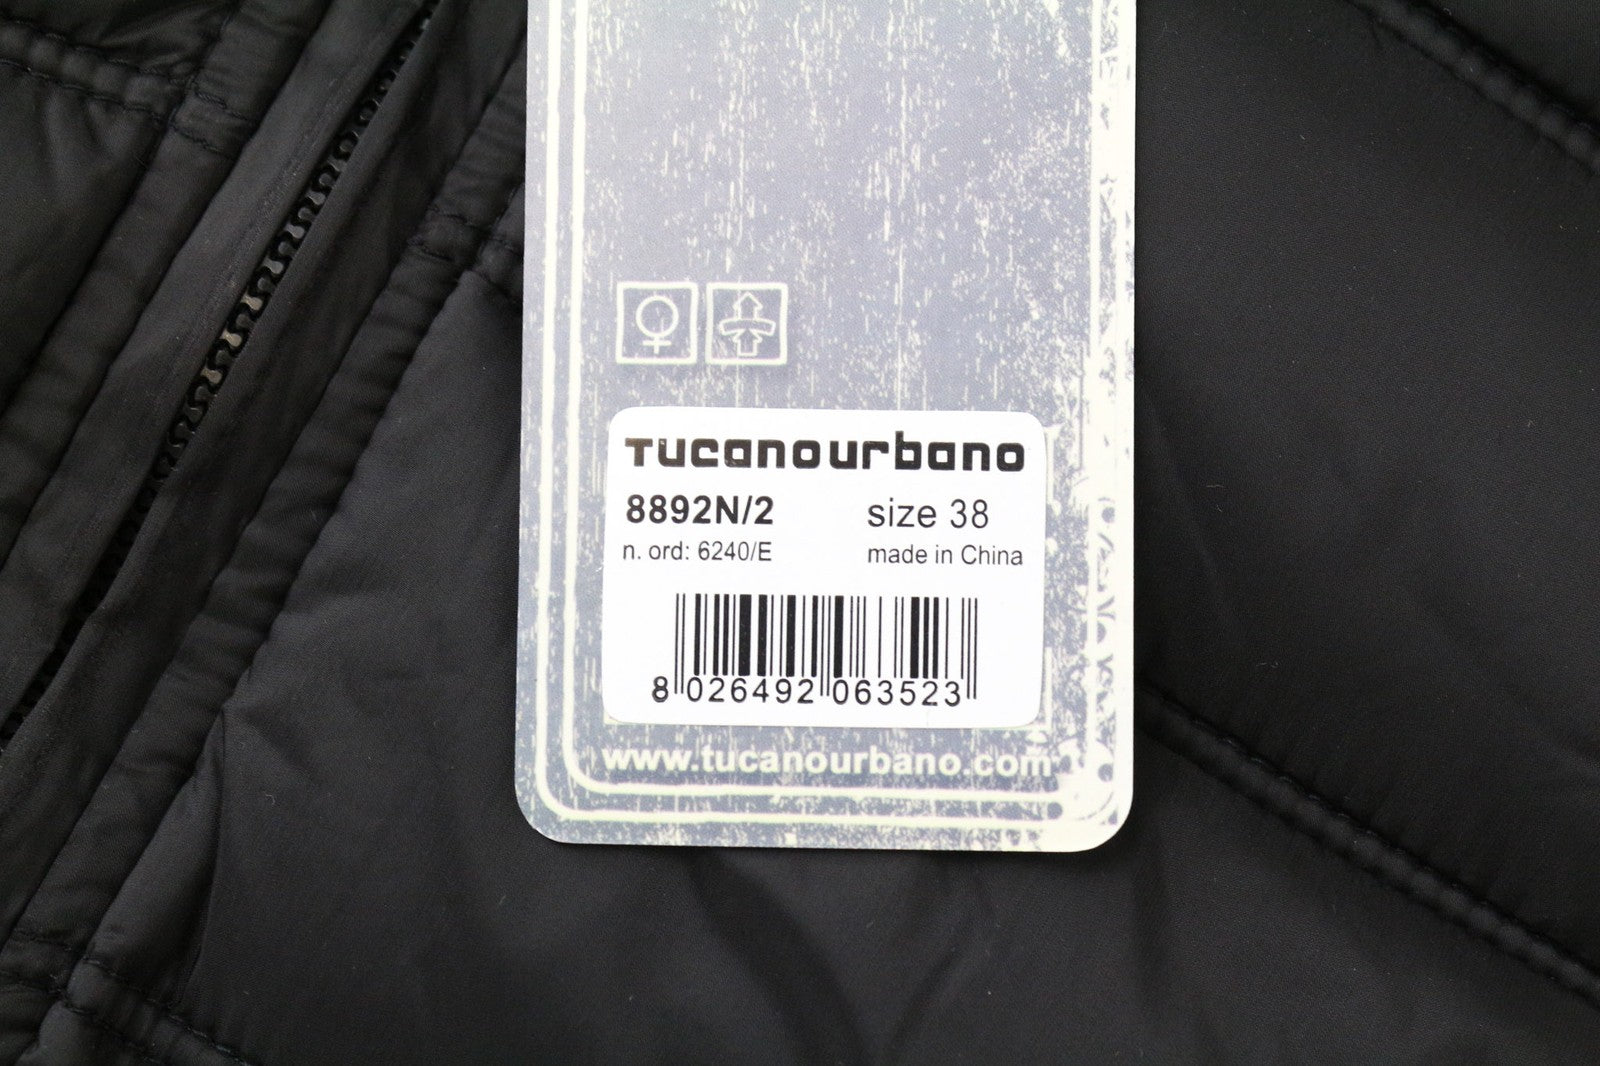 Tucanourbano
8892N/2 size 38
n. ord: 6240/E made in China
8 026492 063523
www.tucanourbano.com